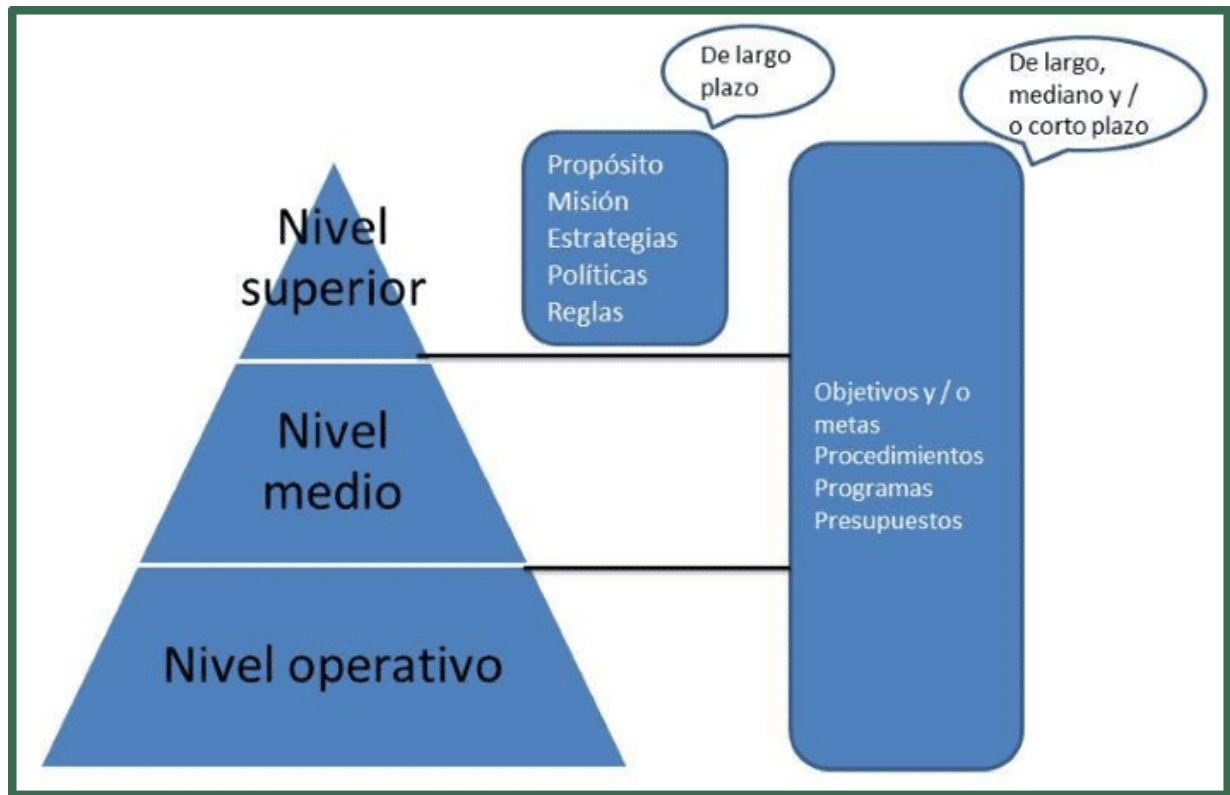 De largo
plazo
De largo,
mediano y /
o corto plazo
Propósito
Misión
Estrategias
Políticas
Reglas
Nivel
superior
Nivel
medio
Objetivos y / o
metas
Procedimientos
Programas
Presupuestos
Nivel operativo